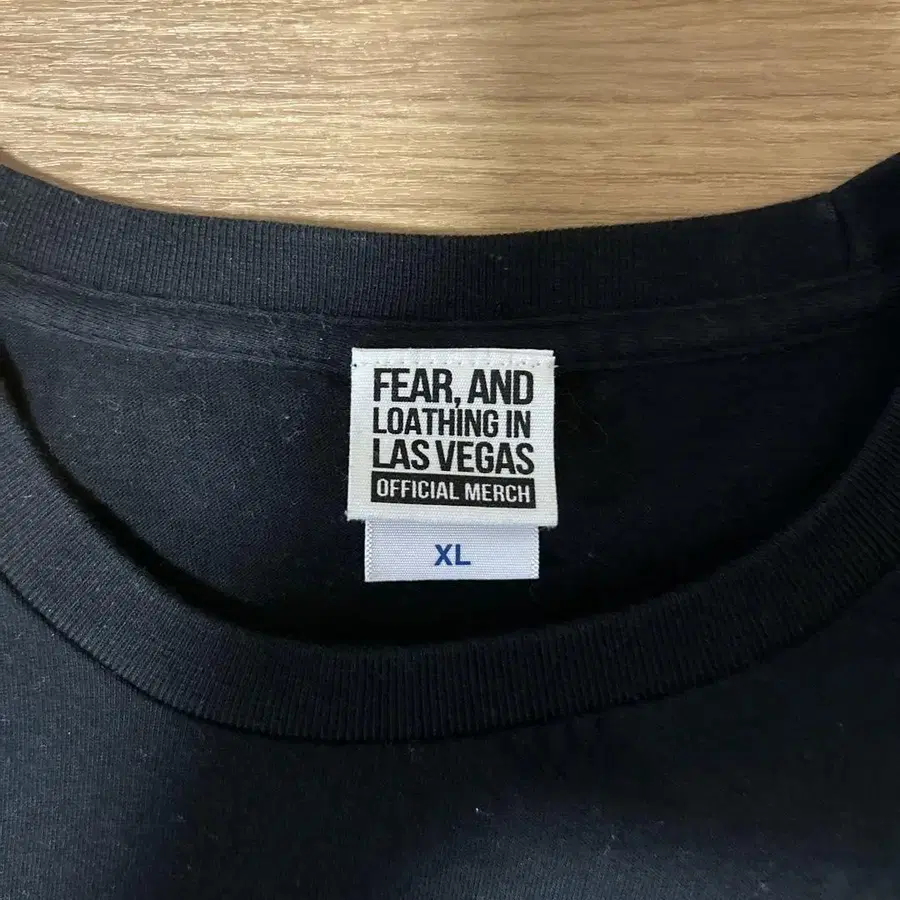 FEAR, AND
LOATHING IN
LAS VEGAS
OFFICIAL MERCH
XL